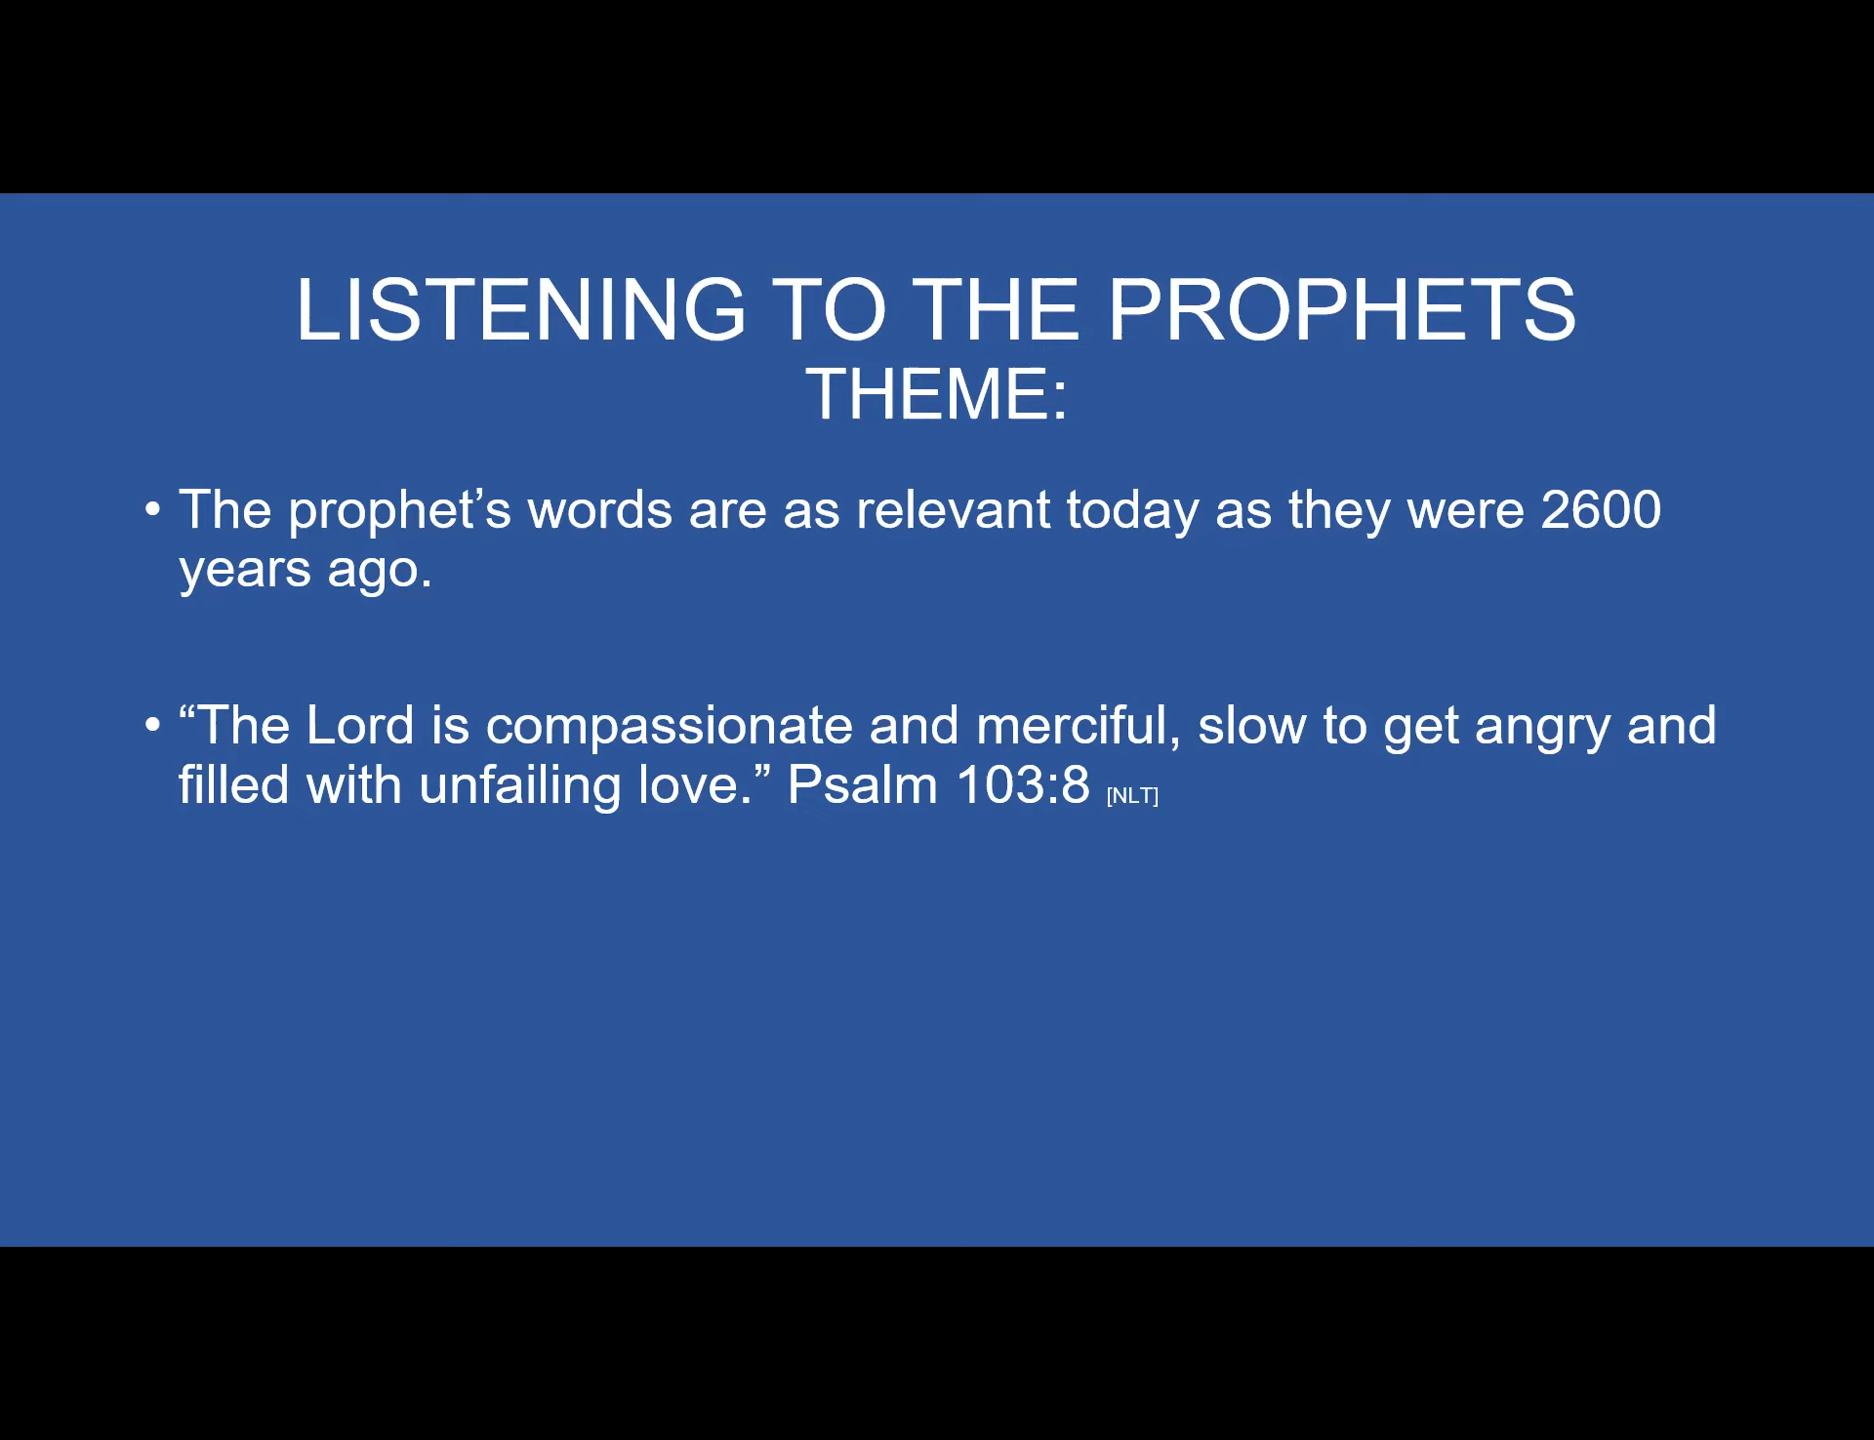 LISTENING TO THE PROPHETS
THEME:
• The prophet’s words are as relevant today as they were 2600
years ago.
• “The Lord is compassionate and merciful, slow to get angry and
filled with unfailing love.” Psalm 103:8 [NLT]